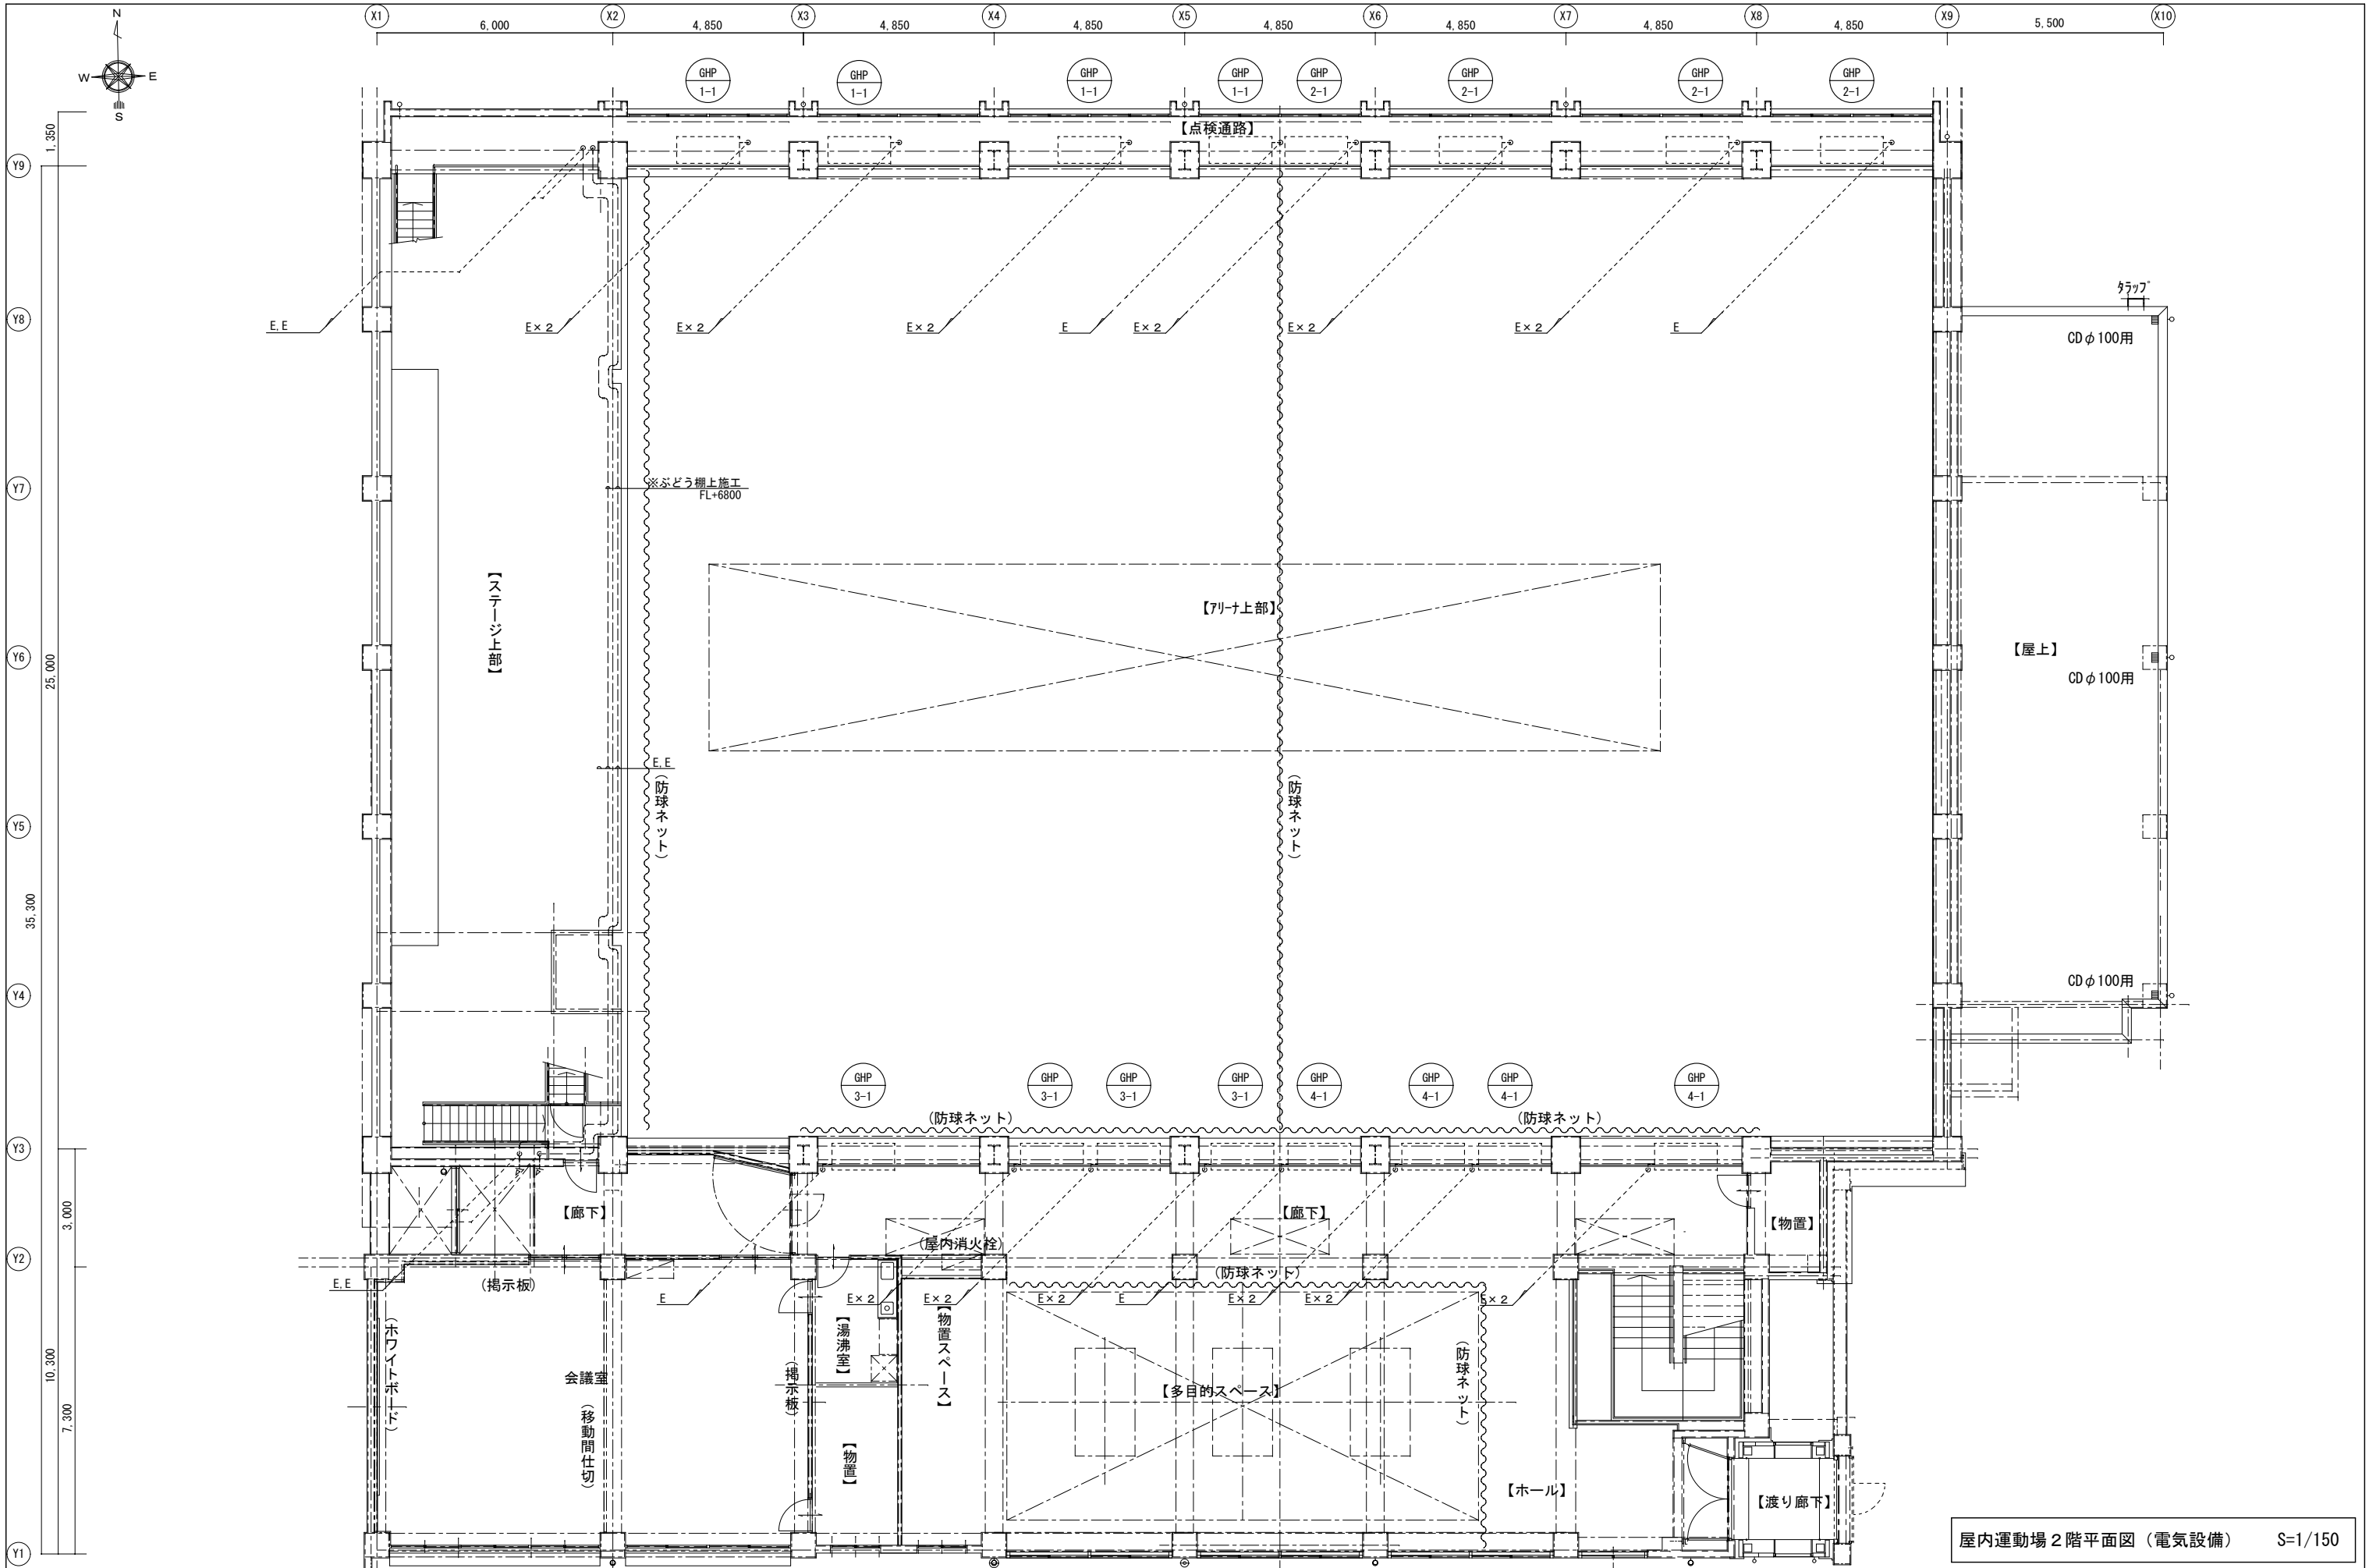 X1
X2
X3
X4
X5
X6
X7
X8
X9
X10
6,000
4,850
4,850
4,850
4,850
4,850
4,850
4,850
5,500
N
W
E
S
GHP
1-1
GHP
1-1
GHP
1-1
GHP
1-1
GHP
2-1
GHP
2-1
GHP
2-1
GHP
2-1
1,350
【点検通路】
Y9
Y8
Y7
Y6
Y5
Y4
Y3
Y2
Y1
25,000
35,300
3,000
10,300
7,300
E,E
E×2
E×2
E×2
E
E×2
E×2
E×2
E
タラップ
CDφ100用
※ぶどう棚上施工
FL+6800
【ステージ上部】
【アリーナ上部】
【屋上】
CDφ100用
E,E
(防球ネット)
(防球ネット)
CDφ100用
GHP
3-1
GHP
3-1
GHP
3-1
GHP
3-1
GHP
4-1
GHP
4-1
GHP
4-1
GHP
4-1
(防球ネット)
(防球ネット)
【廊下】
【廊下】
【物置】
(屋内消火栓)
(防球ネット)
E,E
(掲示板)
E
E×2
E×2
E×2
E
E×2
E×2
E×2
(ホワイトボード)
会議室
(移動間仕切)
(掲示板)
【湯沸室】
【物置】
【物置スペース】
【多目的スペース】
(防球ネット)
【ホール】
【渡り廊下】
屋内運動場2階平面図(電気設備) S=1/150